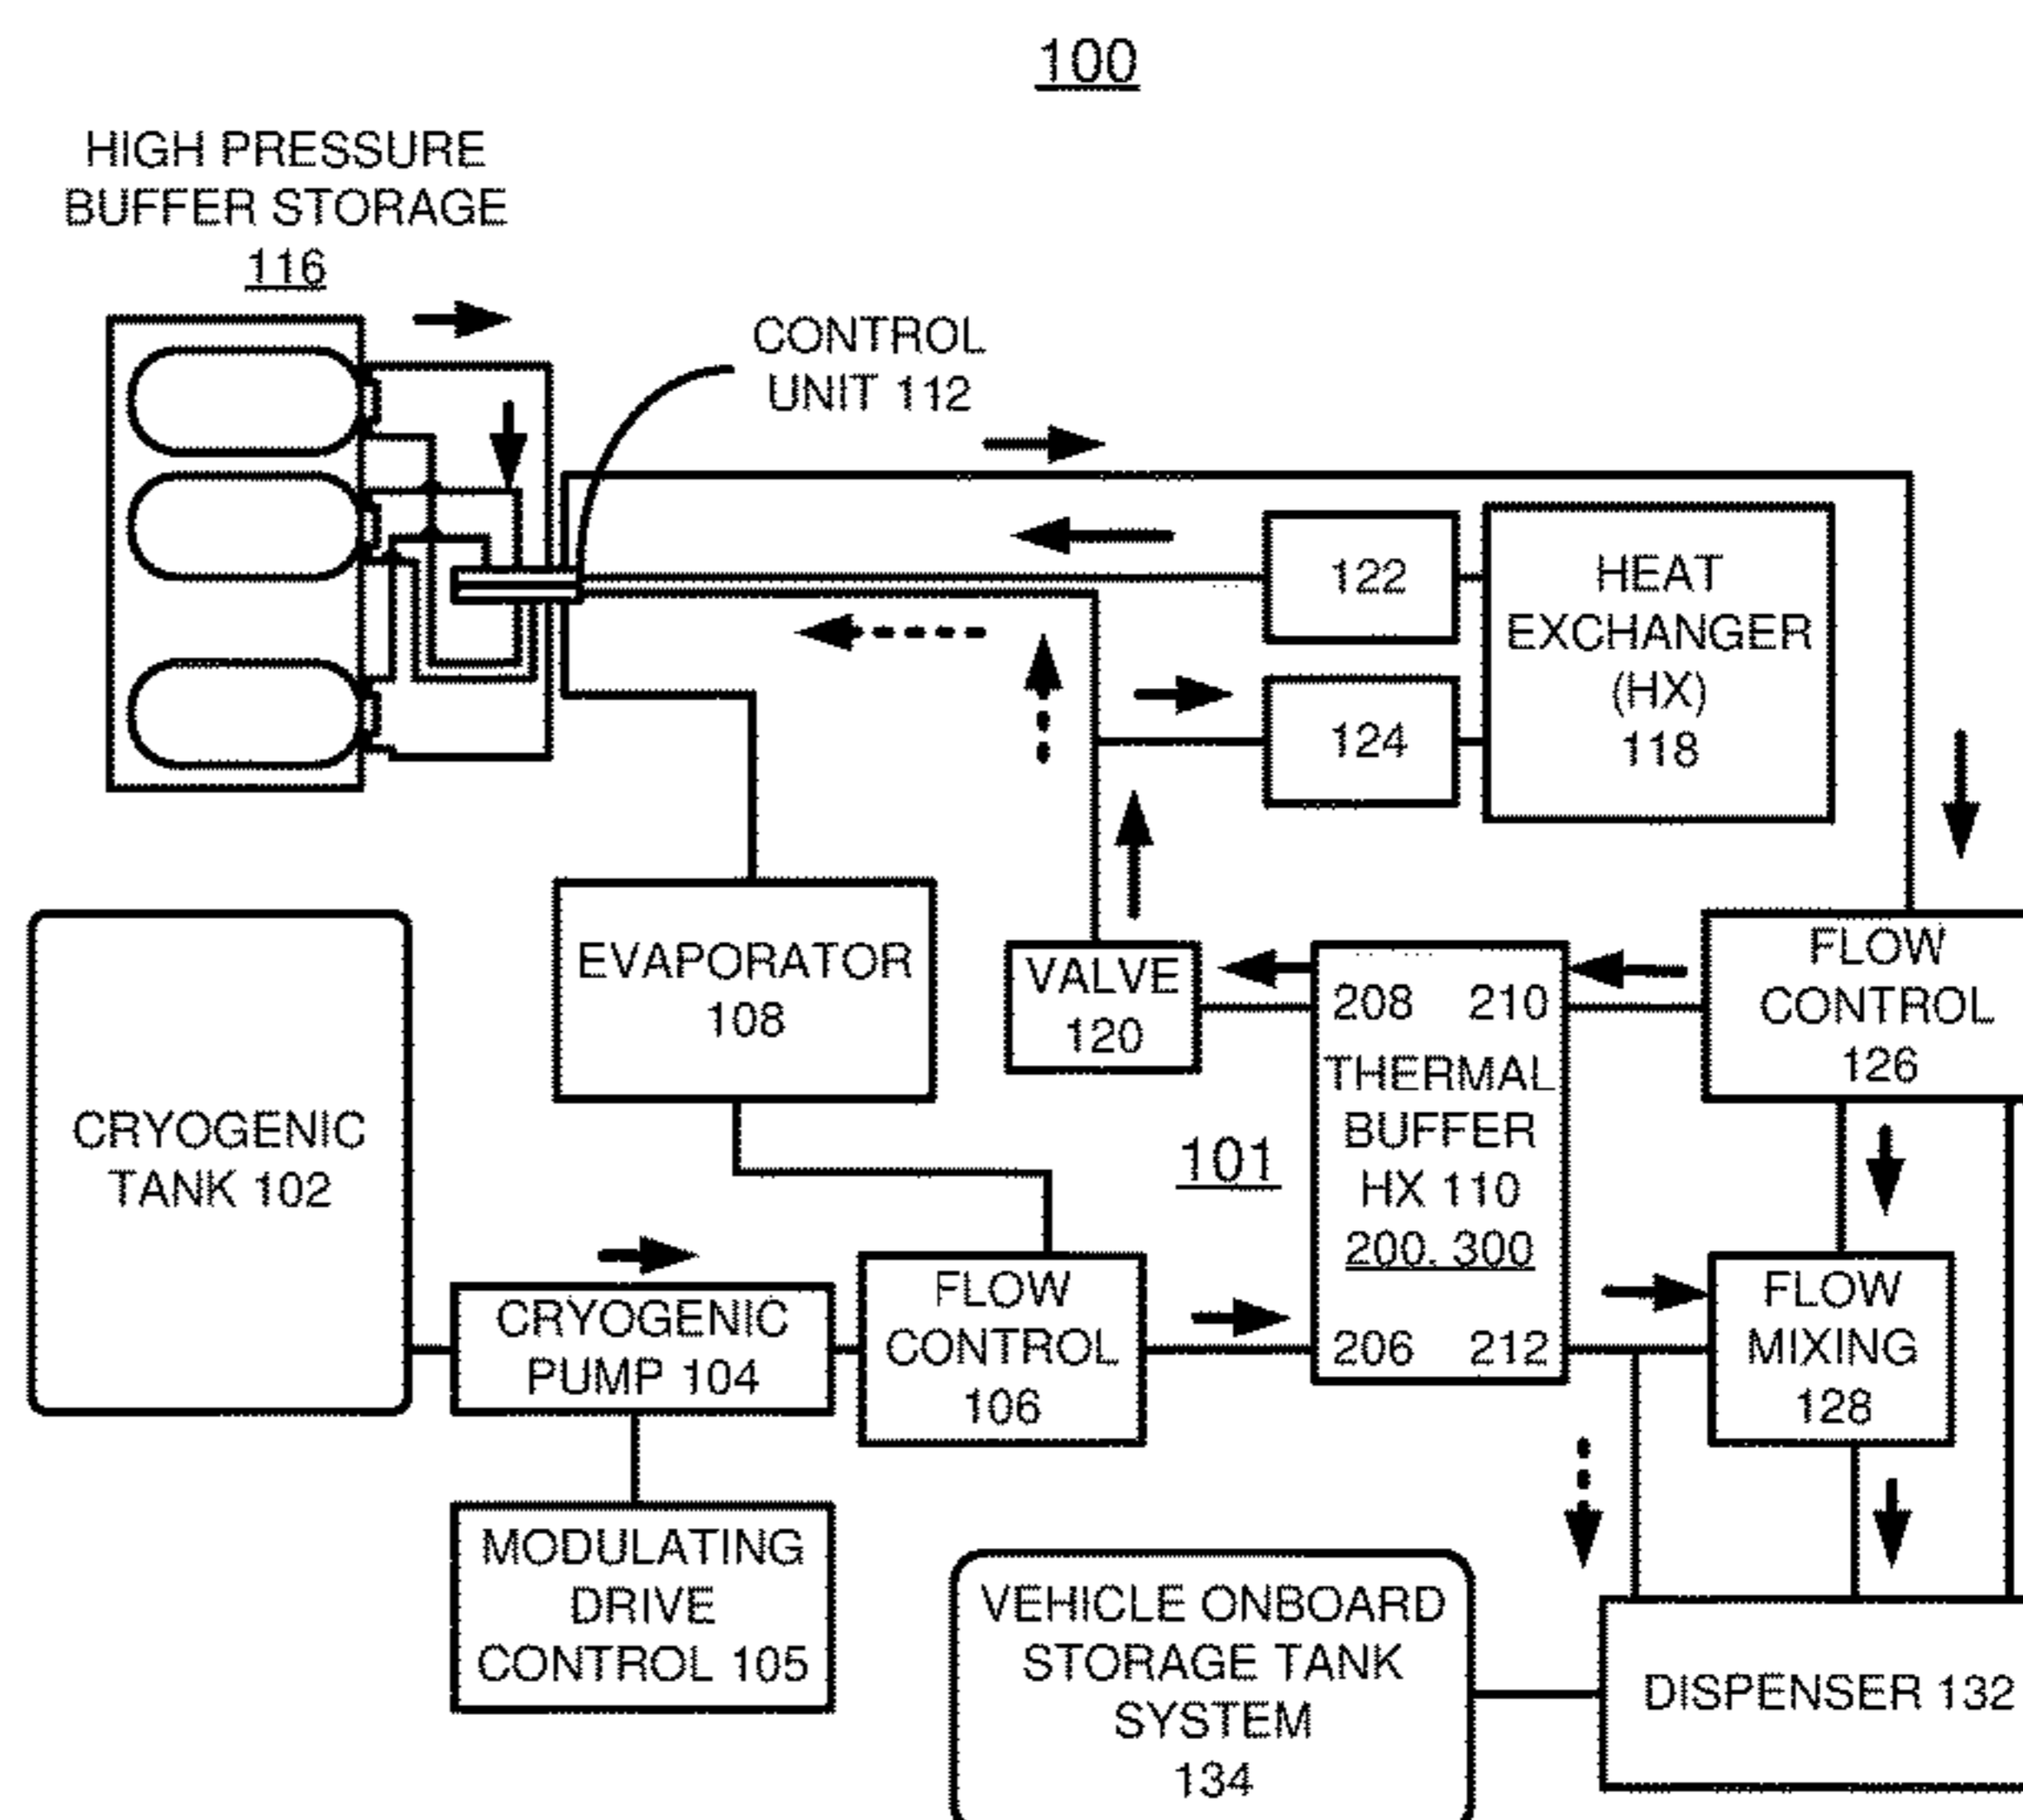 100
HIGH PRESSURE
BUFFER STORAGE
116
CONTROL
UNIT 112
122
HEAT
EXCHANGER
(HX)
118
124
EVAPORATOR
108
VALVE
120
208 210
THERMAL
BUFFER
HX 110
200, 300
206 212
FLOW
CONTROL
126
101
CRYOGENIC
TANK 102
CRYOGENIC
PUMP 104
FLOW
CONTROL
106
FLOW
MIXING
128
MODULATING
DRIVE
CONTROL 105
VEHICLE ONBOARD
STORAGE TANK
SYSTEM
134
DISPENSER 132